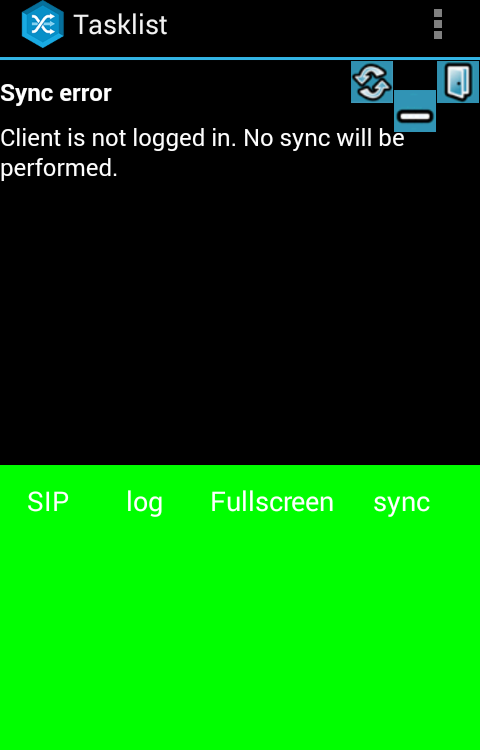 Tasklist
Sync error
Client is not logged in. No sync will be
performed.
SIP log Fullscreen sync